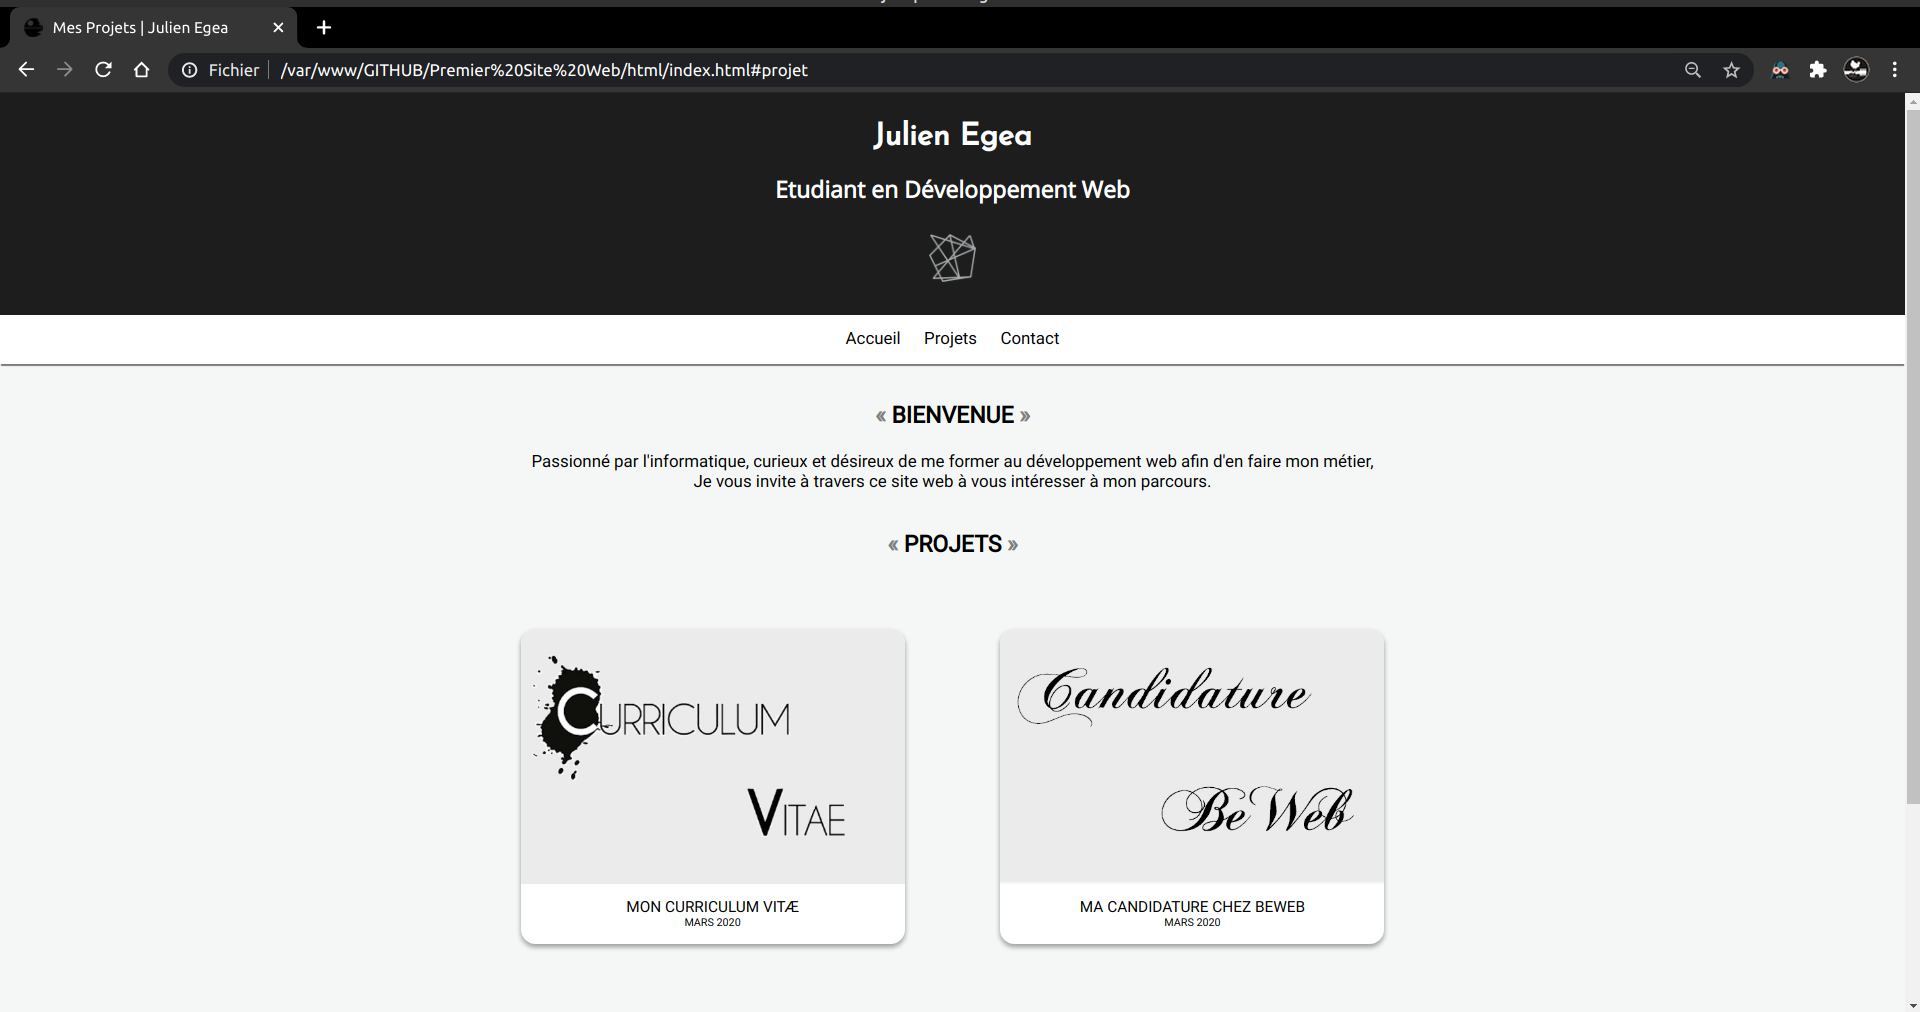 Mes Projets | Julien Egea
Fichier
/var/www/GITHUB/Premier%20Site%20Web/html/index.html#projet
Julien Egea
Etudiant en Développement Web
Accueil Projets Contact
« BIENVENUE »
Passionné par l'informatique, curieux et désireux de me former au développement web afin d'en faire mon métier,
Je vous invite à travers ce site web à vous intéresser à mon parcours.
« PROJETS »
CURRICULUM
VITAE
MON CURRICULUM VITÆ
MARS 2020
Candidature
BeWeb
MA CANDIDATURE CHEZ BEWEB
MARS 2020